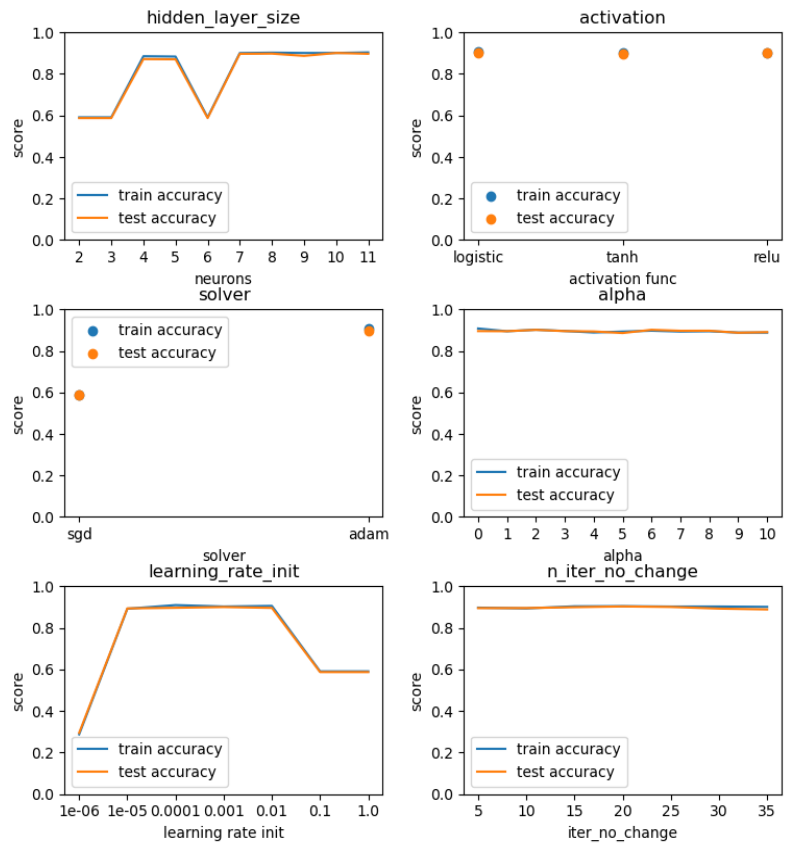 hidden_layer_size
1.0
0.8
0.6
0.4
0.2
0.0
score
train accuracy
test accuracy
2 3 4 5 6 7 8 9 10 11
neurons
activation
1.0
0.8
0.6
0.4
0.2
0.0
score
train accuracy
test accuracy
logistic tanh relu
activation func
solver
1.0
0.8
0.6
0.4
0.2
0.0
score
train accuracy
test accuracy
sgd adam
solver
alpha
1.0
0.8
0.6
0.4
0.2
0.0
score
train accuracy
test accuracy
0 1 2 3 4 5 6 7 8 9 10
alpha
learning_rate_init
1.0
0.8
0.6
0.4
0.2
0.0
score
train accuracy
test accuracy
1e-06 1e-05 0.0001 0.001 0.01 0.1 1.0
learning rate init
n_iter_no_change
1.0
0.8
0.6
0.4
0.2
0.0
score
train accuracy
test accuracy
5 10 15 20 25 30 35
iter_no_change